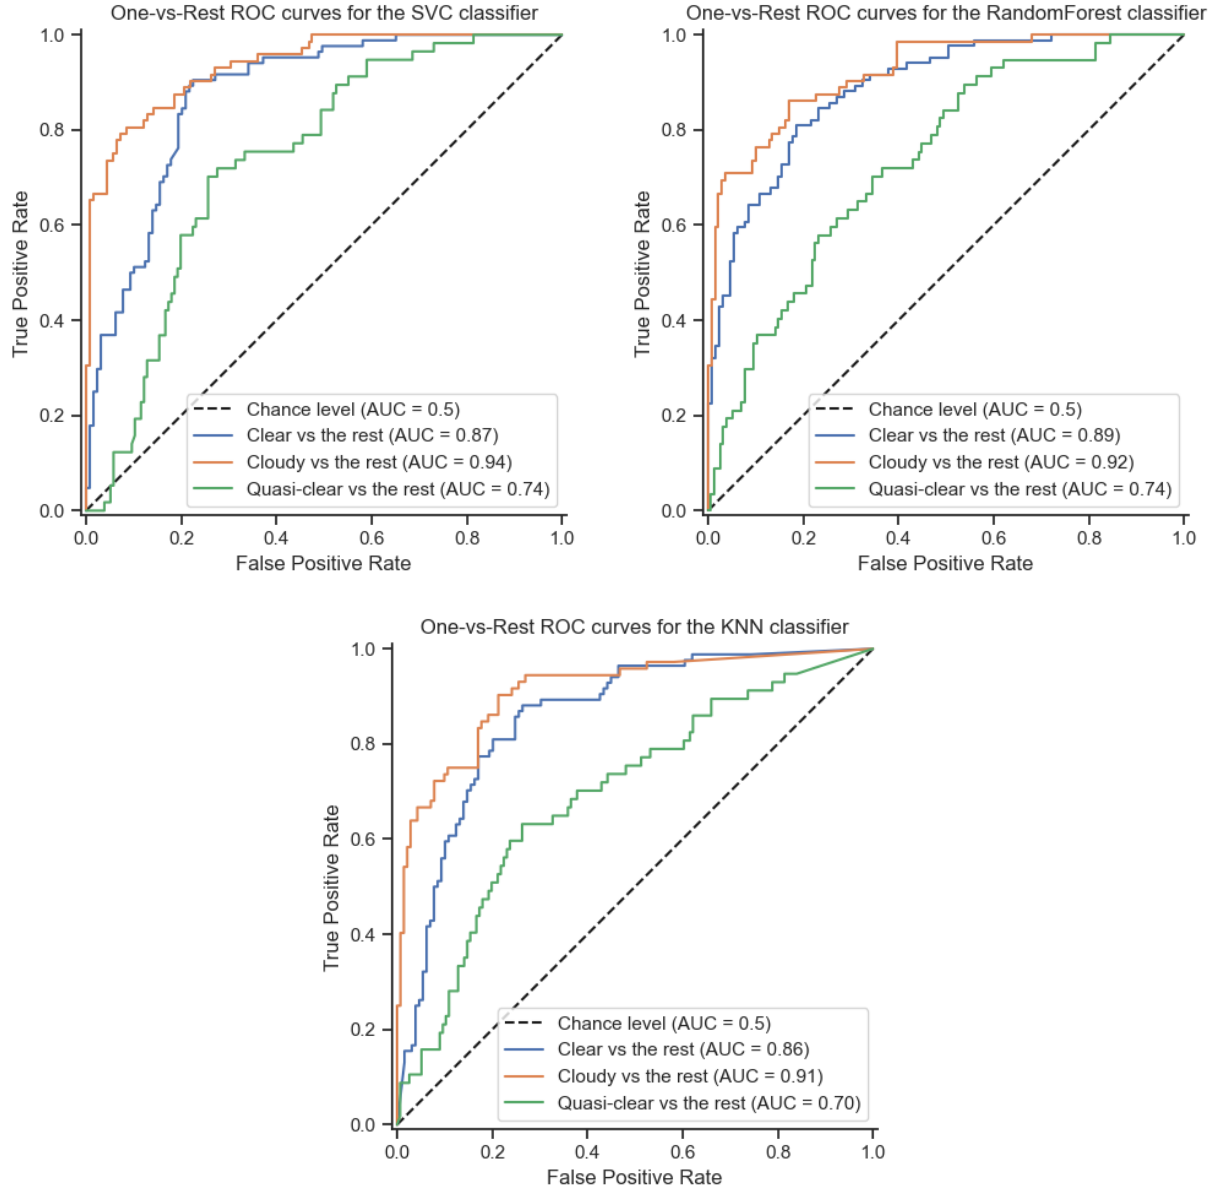 One-vs-Rest ROC curves for the SVC classifier
1.0
0.8
0.6
0.4
0.2
0.0
True Positive Rate
Chance level (AUC = 0.5)
Clear vs the rest (AUC = 0.87)
Cloudy vs the rest (AUC = 0.94)
Quasi-clear vs the rest (AUC = 0.74)
0.0 0.2 0.4 0.6 0.8 1.0
False Positive Rate
One-vs-Rest ROC curves for the RandomForest classifier
1.0
0.8
0.6
0.4
0.2
0.0
True Positive Rate
Chance level (AUC = 0.5)
Clear vs the rest (AUC = 0.89)
Cloudy vs the rest (AUC = 0.92)
Quasi-clear vs the rest (AUC = 0.74)
0.0 0.2 0.4 0.6 0.8 1.0
False Positive Rate
One-vs-Rest ROC curves for the KNN classifier
1.0
0.8
0.6
0.4
0.2
0.0
True Positive Rate
Chance level (AUC = 0.5)
Clear vs the rest (AUC = 0.86)
Cloudy vs the rest (AUC = 0.91)
Quasi-clear vs the rest (AUC = 0.70)
0.0 0.2 0.4 0.6 0.8 1.0
False Positive Rate